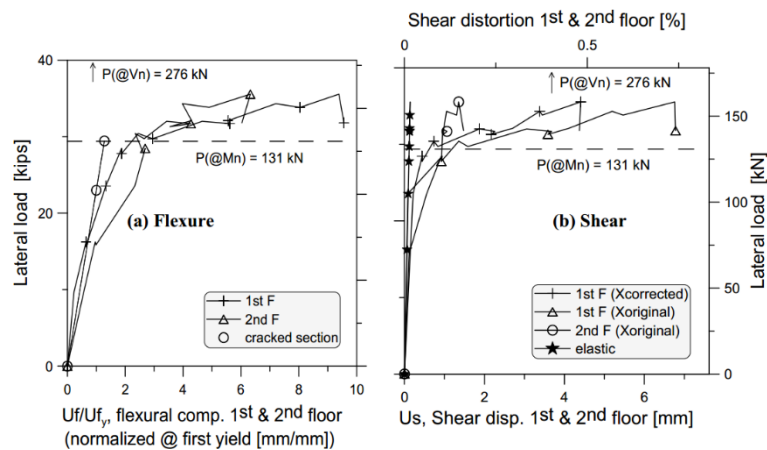 Shear distortion 1st & 2nd floor [%]
0 0.5
40
20
0
Lateral load [kips]
P(@Vn) = 276 kN
P(@Mn) = 131 kN
(a) Flexure
1st F
2nd F
cracked section
0 2 4 6 8 10
Uf/Ufy, flexural comp. 1st & 2nd floor
(normalized @ first yield [mm/mm])
P(@Vn) = 276 kN
P(@Mn) = 131 kN
(b) Shear
1st F (Xcorrected)
1st F (Xoriginal)
2nd F (Xoriginal)
elastic
150
100
50
0
Lateral load [kN]
0 2 4 6
Us, Shear disp. 1st & 2nd floor [mm]